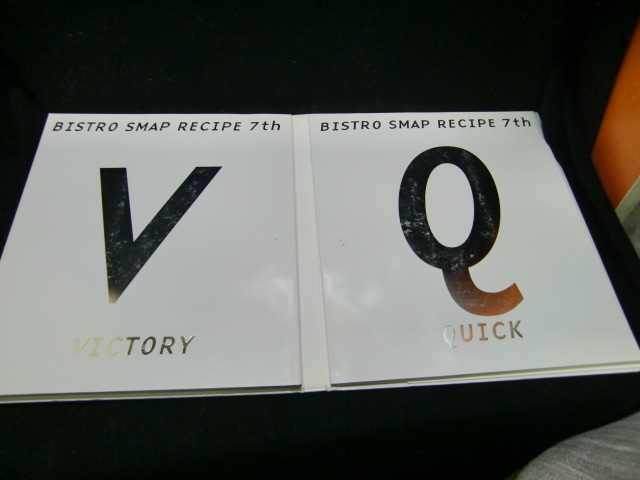 BISTRO SMAP RECIPE 7th
V
VICTORY
BISTRO SMAP RECIPE 7th
Q
QUICK